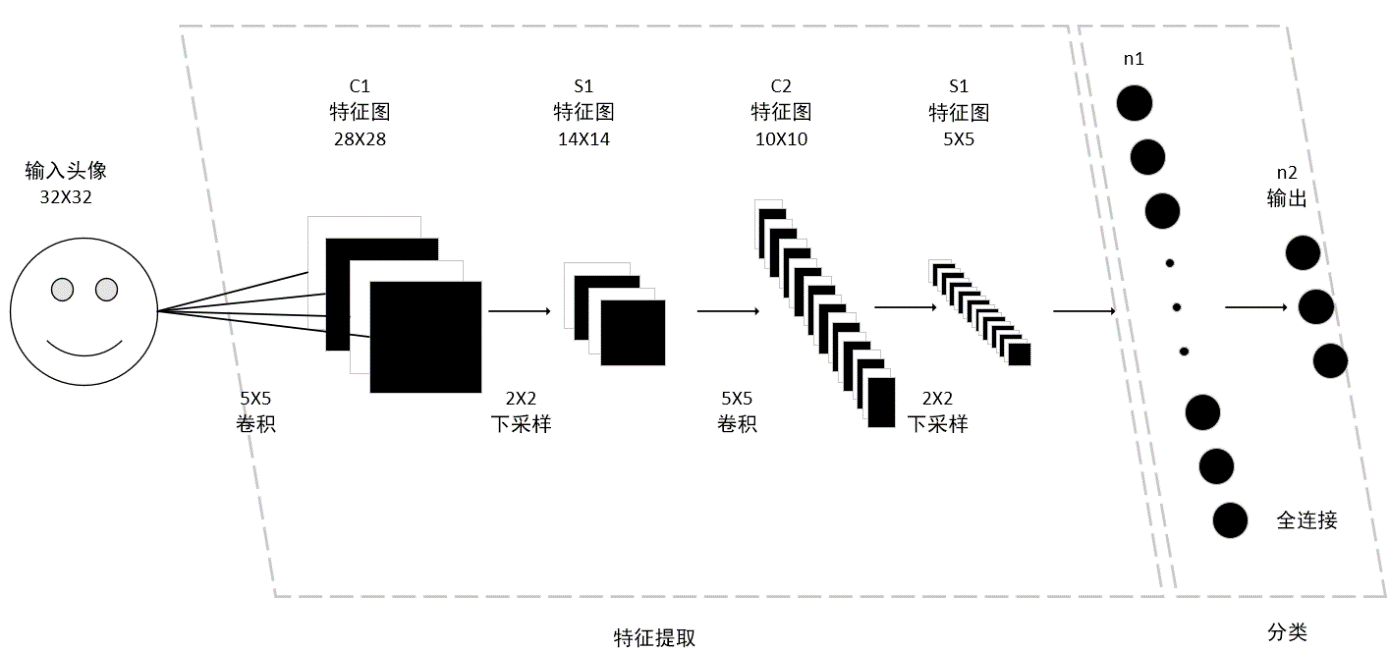 输入头像
32X32
C1
特征图
28X28
S1
特征图
14X14
C2
特征图
10X10
S1
特征图
5X5
n1
n2
输出
5X5
卷积
2X2
下采样
5X5
卷积
2X2
下采样
全连接
特征提取
分类